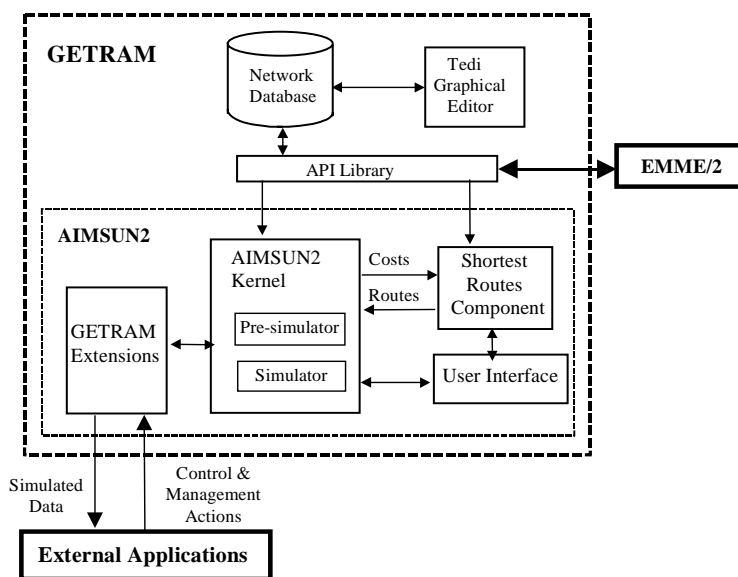 GETRAM
Network
Database
Tedi
Graphical
Editor
API Library
EMME/2
AIMSUN2
AIMSUN2
Kernel
Costs
Routes
Shortest
Routes
Component
GETRAM
Extensions
Pre-simulator
Simulator
User Interface
Simulated
Data
Control &
Management
Actions
External Applications